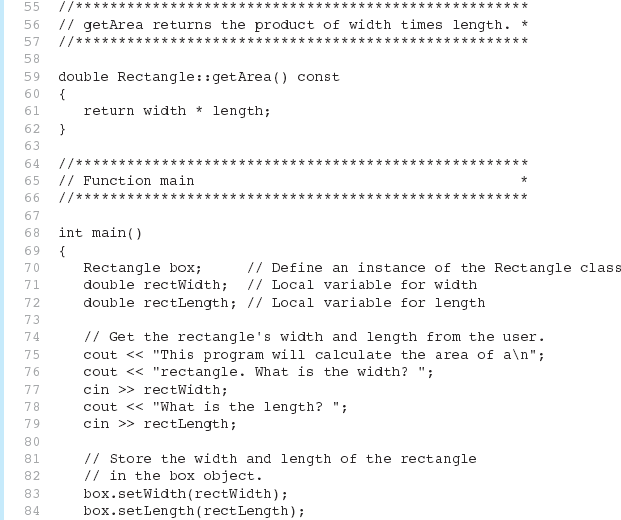 55 //*****************************************************
56 // getArea returns the product of width times length. *
57 //*****************************************************
58
59 double Rectangle::getArea() const
60 {
61    return width * length;
62 }
63
64 //*****************************************************
65 // Function main                                      *
66 //*****************************************************
67
68 int main()
69 {
70    Rectangle box;     // Define an instance of the Rectangle class
71    double rectWidth;  // Local variable for width
72    double rectLength; // Local variable for length
73
74    // Get the rectangle's width and length from the user.
75    cout << "This program will calculate the area of a\n";
76    cout << "rectangle. What is the width? ";
77    cin >> rectWidth;
78    cout << "What is the length? ";
79    cin >> rectLength;
80
81    // Store the width and length of the rectangle
82    // in the box object.
83    box.setWidth(rectWidth);
84    box.setLength(rectLength);